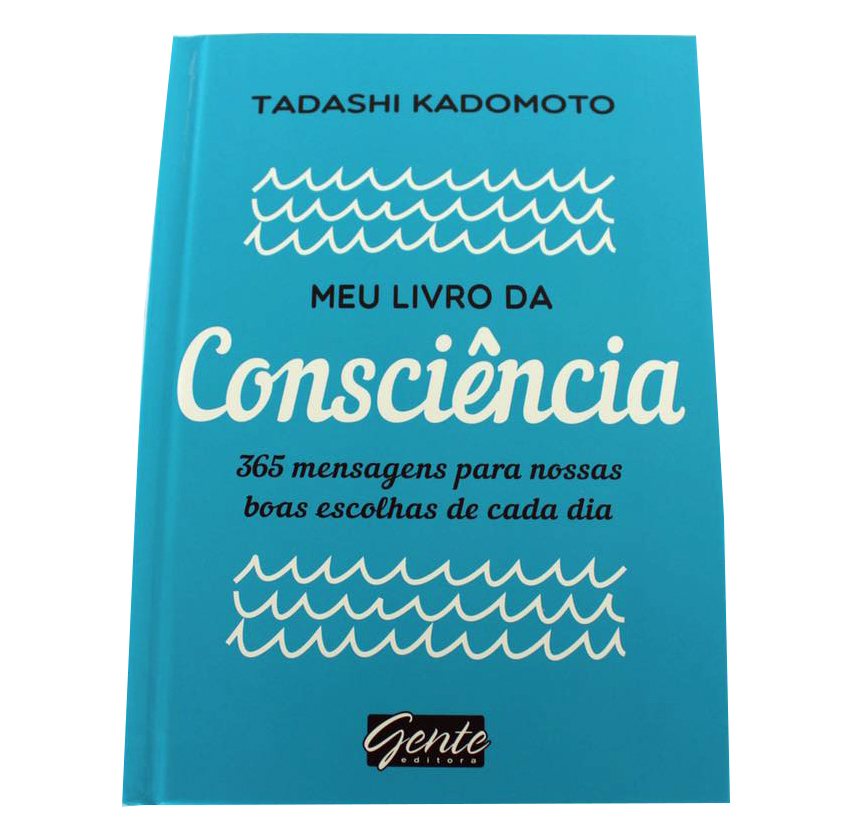 TADASHI KADOMOTO
MEU LIVRO DA
Consciência
365 mensagens para nossas
boas escolhas de cada dia
Gente
editora